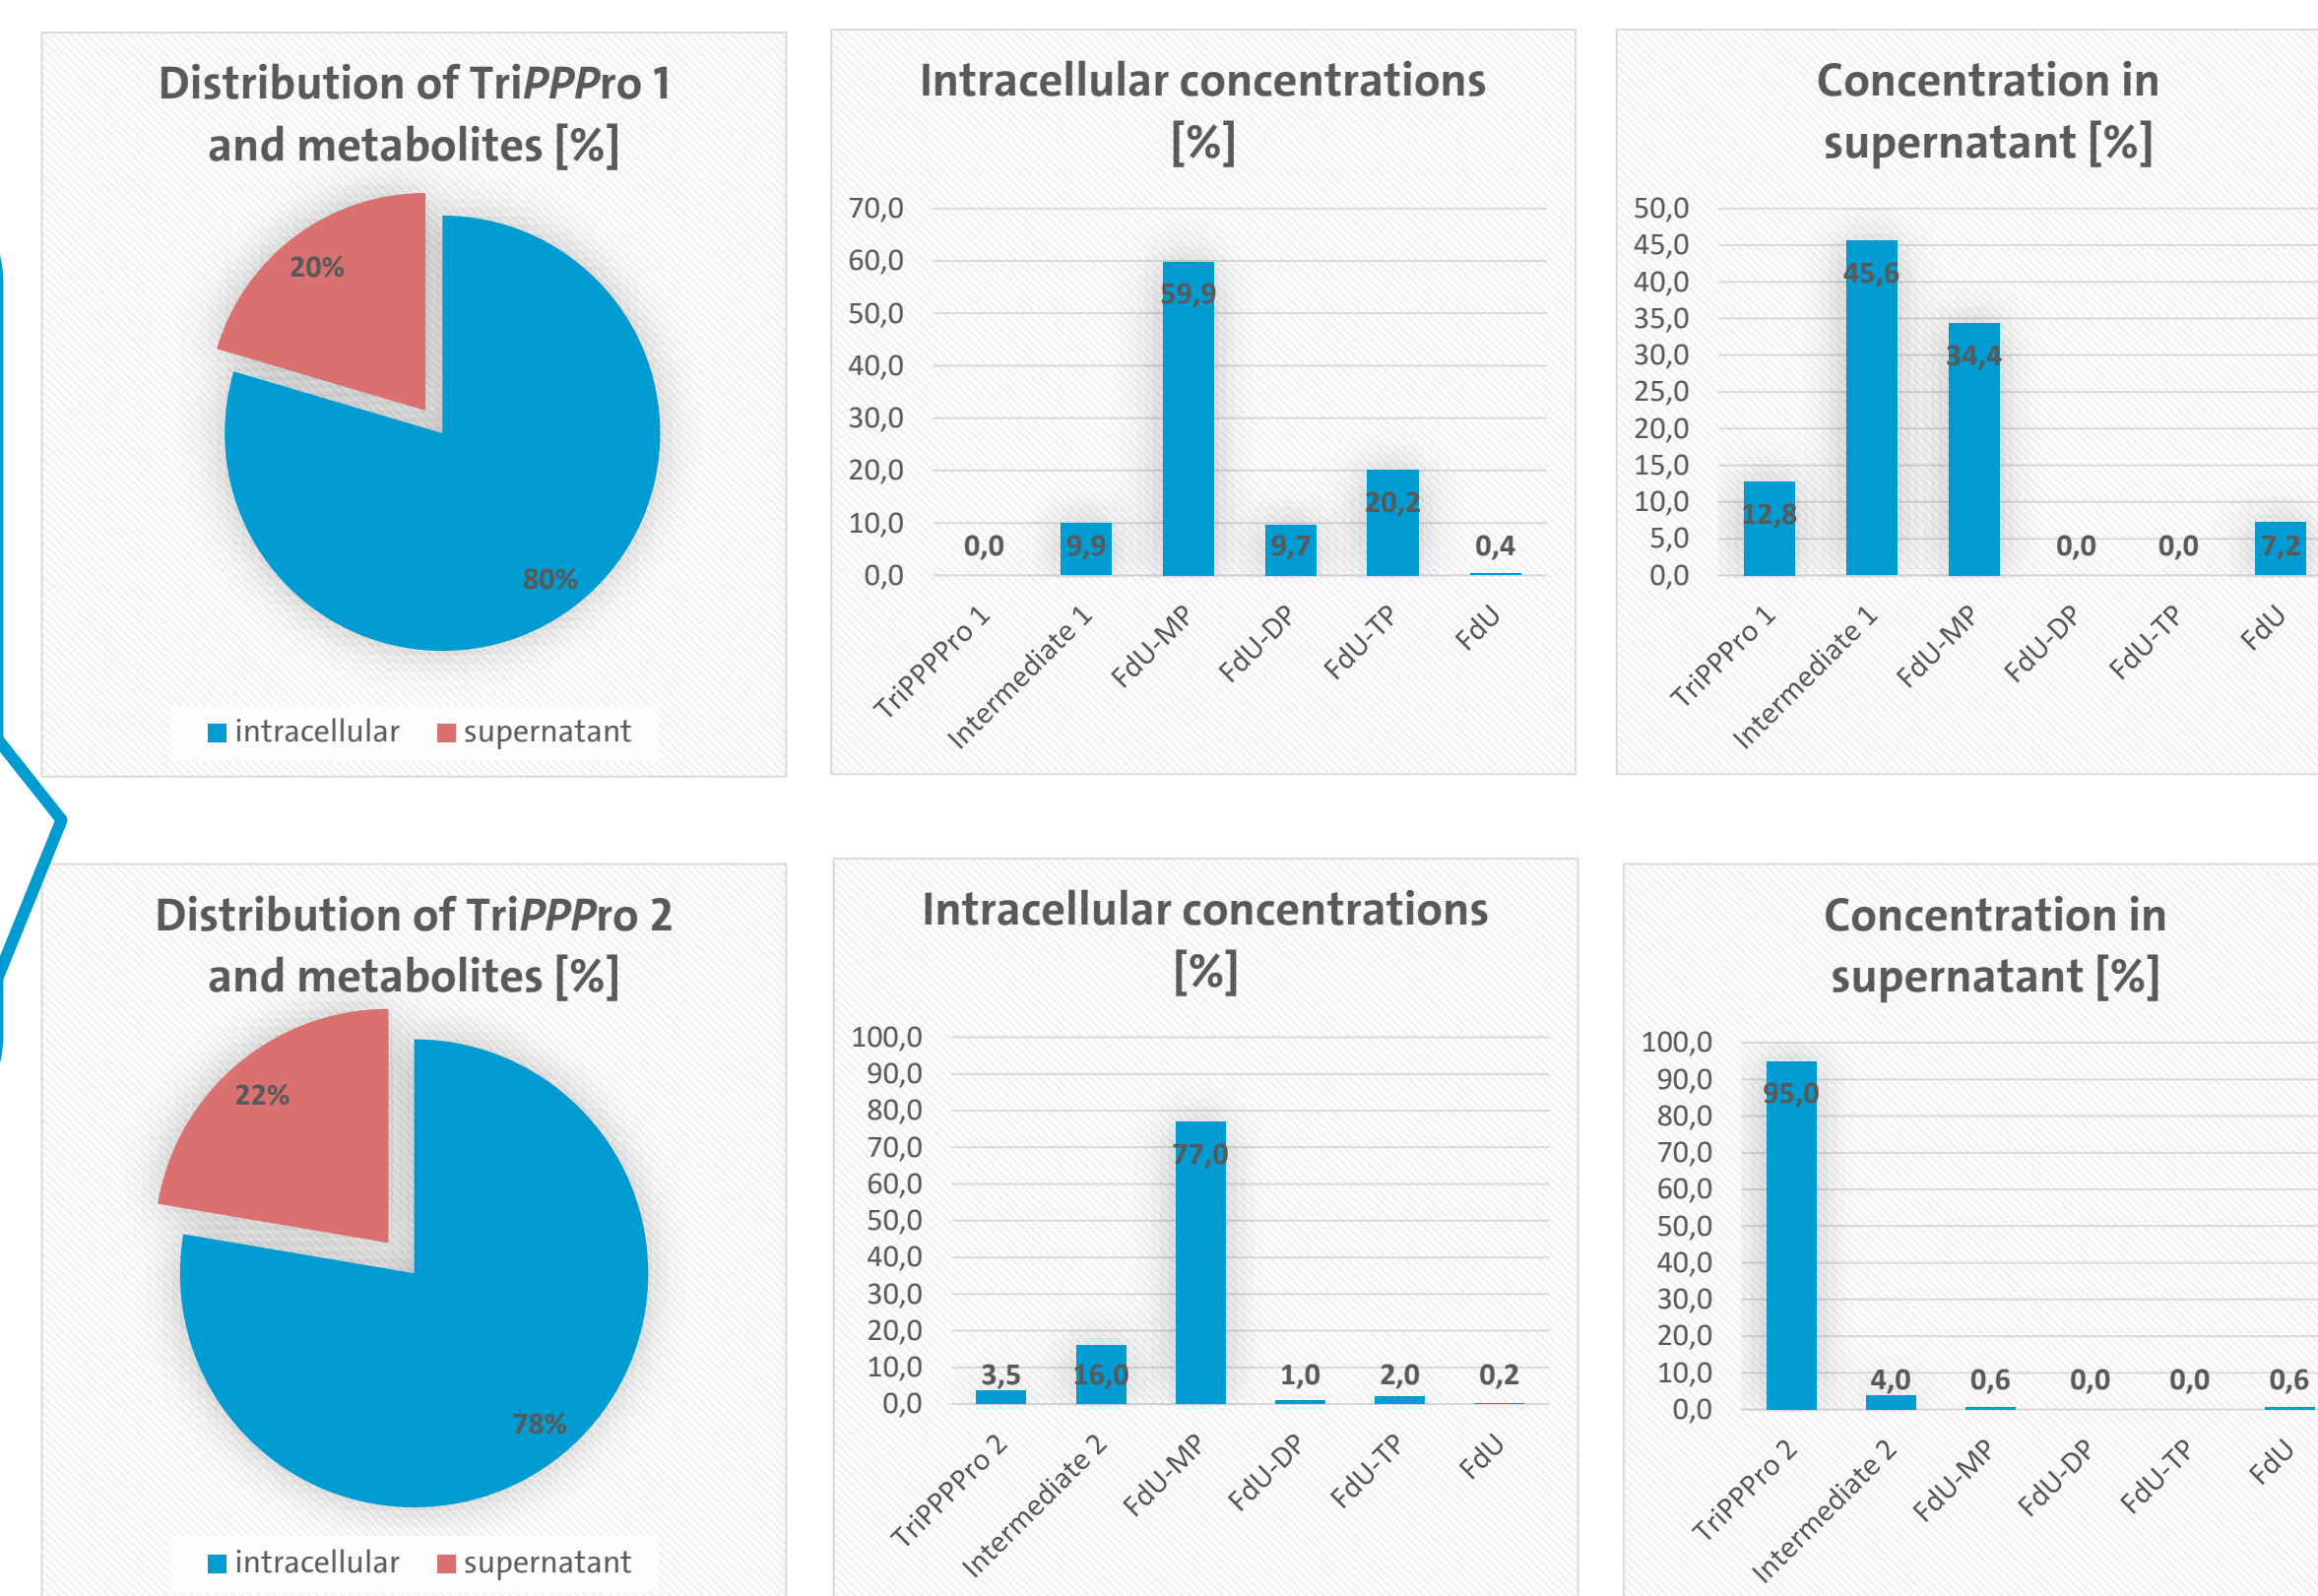 Distribution of TriPPPro 1
and metabolites [%]
20%
80%
intracellular supernatant
Intracellular concentrations
[%]
70,0
60,0
50,0
40,0
30,0
20,0
10,0
0,0
0,0 9,9 59,9 9,7 20,2 0,4
TriPPPPro 1 Intermediate 1 FdU-MP FdU-DP FdU-TP FdU
Concentration in
supernatant [%]
50,0
45,0
40,0
35,0
30,0
25,0
20,0
15,0
10,0
5,0
0,0
12,8 45,6 34,4 0,0 0,0 7,2
TriPPPro 1 Intermediate 1 FdU-MP FdU-DP FdU-TP FdU
Distribution of TriPPPro 2
and metabolites [%]
22%
78%
intracellular supernatant
Intracellular concentrations
[%]
100,0
90,0
80,0
70,0
60,0
50,0
40,0
30,0
20,0
10,0
0,0
3,5 16,0 77,0 1,0 2,0 0,2
TriPPPPro 2 Intermediate 2 FdU-MP FdU-DP FdU-TP FdU
Concentration in
supernatant [%]
100,0
90,0
80,0
70,0
60,0
50,0
40,0
30,0
20,0
10,0
0,0
95,0 4,0 0,6 0,0 0,0 0,6
TriPPPro 2 Intermediate 2 FdU-MP FdU-DP FdU-TP FdU